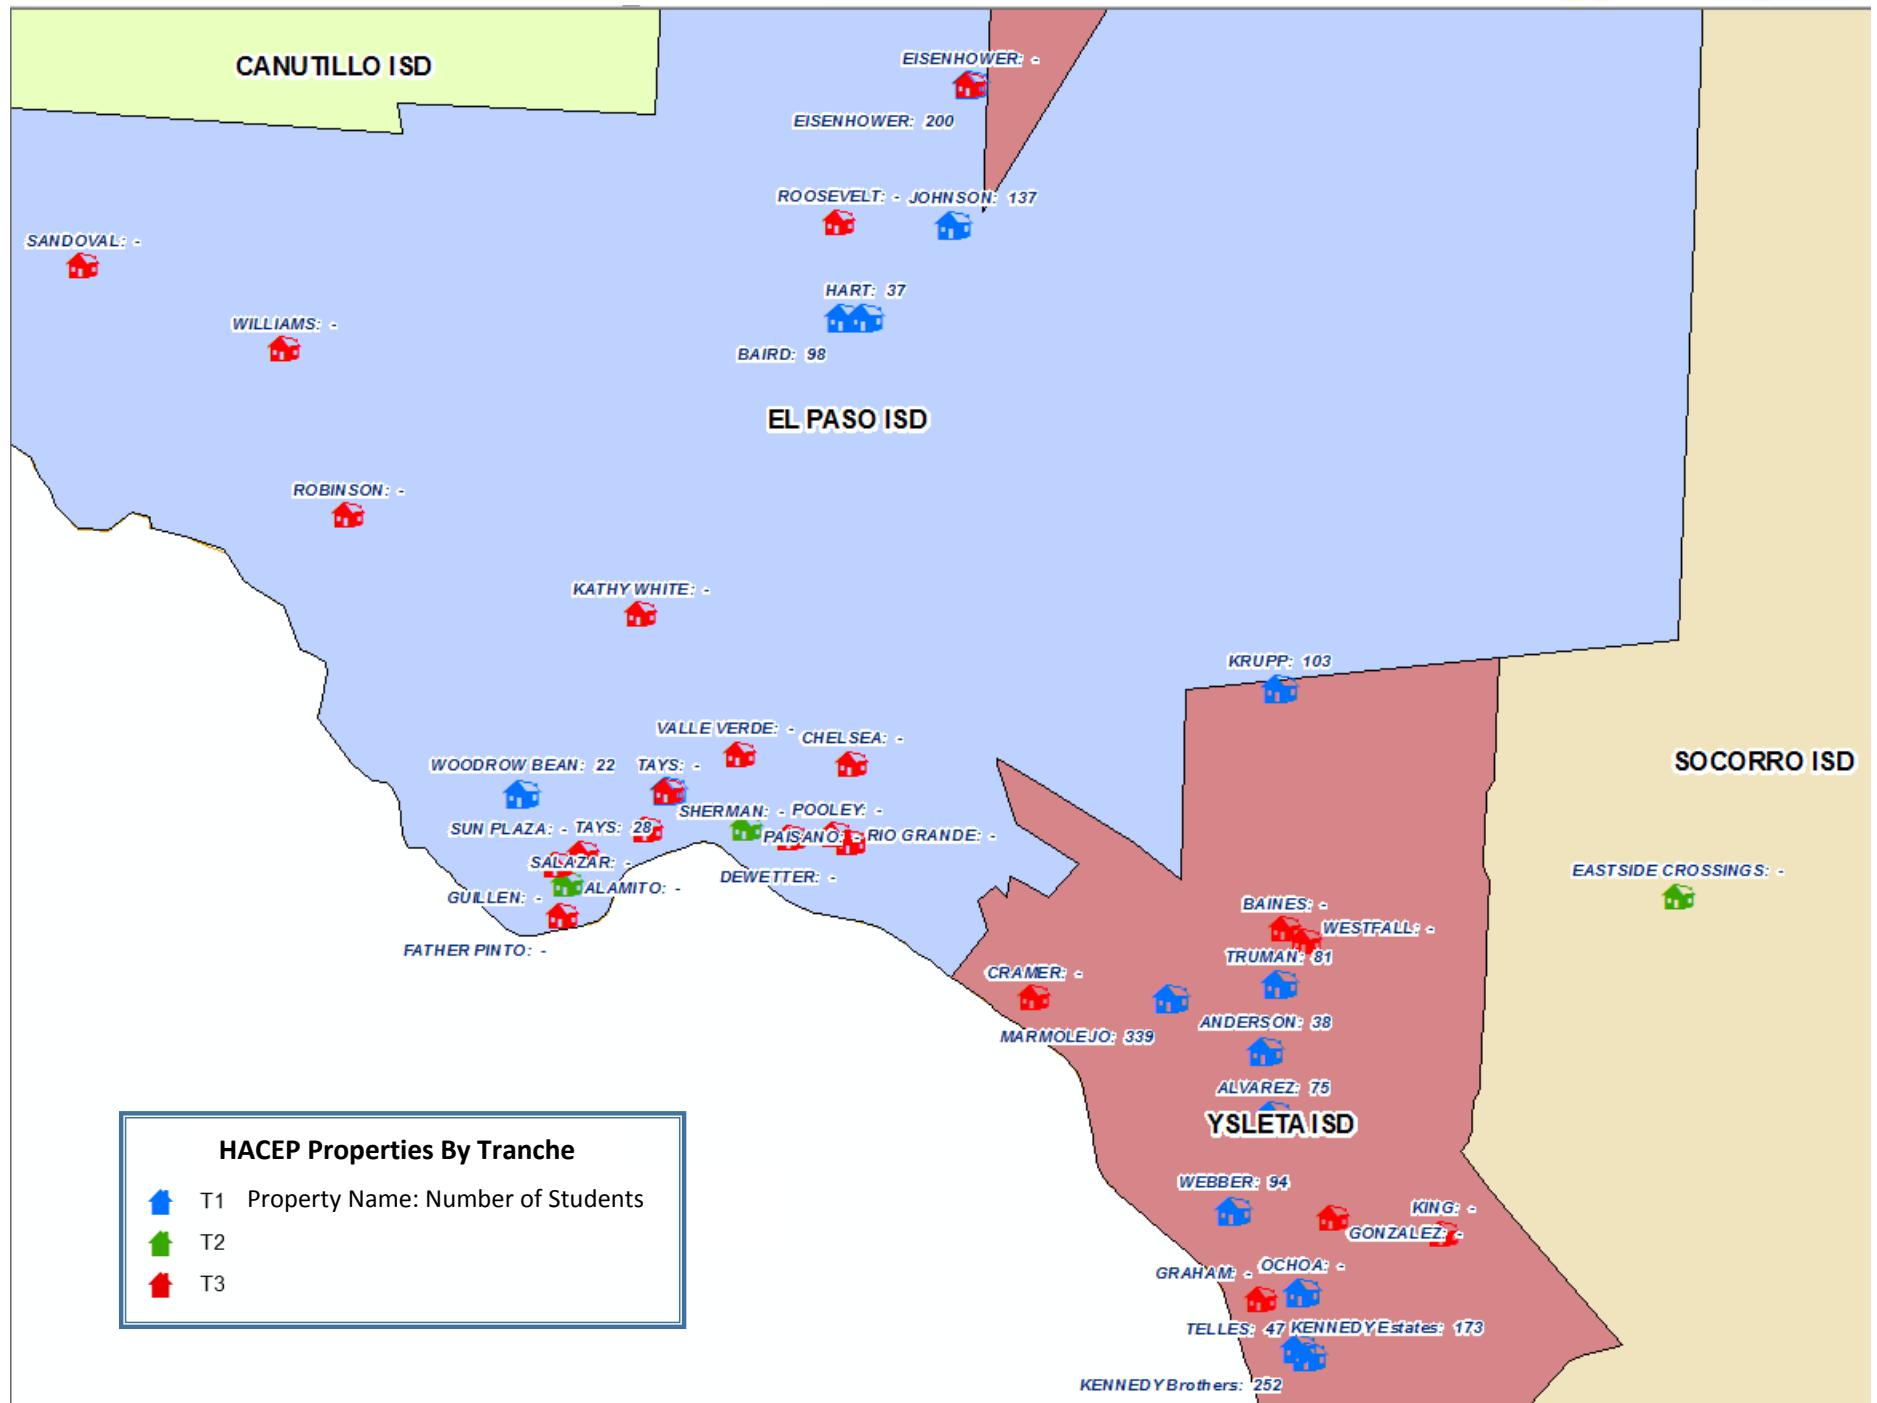 CANUTILLO ISD
EISENHOWER: -
EISENHOWER: 200
ROOSEVELT: -
JOHNSON: 137
SANDOVAL: -
HART: 37
WILLIAMS: -
BAIRD: 98
EL PASO ISD
ROBINSON: -
KATHY WHITE: -
KRUPP: 103
VALLE VERDE: -
CHELSEA: -
SOCORRO ISD
WOODROW BEAN: 22
TAYS: -
SHERMAN: -
POOLEY: -
SUN PLAZA: -
TAYS: 28
PAISANO: -
RIO GRANDE: -
SALAZAR: -
EASTSIDE CROSSINGS: -
DEWETTER: -
ALAMITO: -
GUILLEN: -
BAINES: -
WESTFALL: -
FATHER PINTO: -
TRUMAN: 81
CRAMER: -
ANDERSON: 38
MARMOLEJO: 339
ALVAREZ: 75
YSLETA ISD
HACEP Properties By Tranche
T1 Property Name: Number of Students
T2
T3
WEBBER: 94
KING: -
GONZALEZ: -
OCHOA: -
GRAHAM: -
TELLES: 47
KENNEDY Estates: 173
KENNEDY Brothers: 252